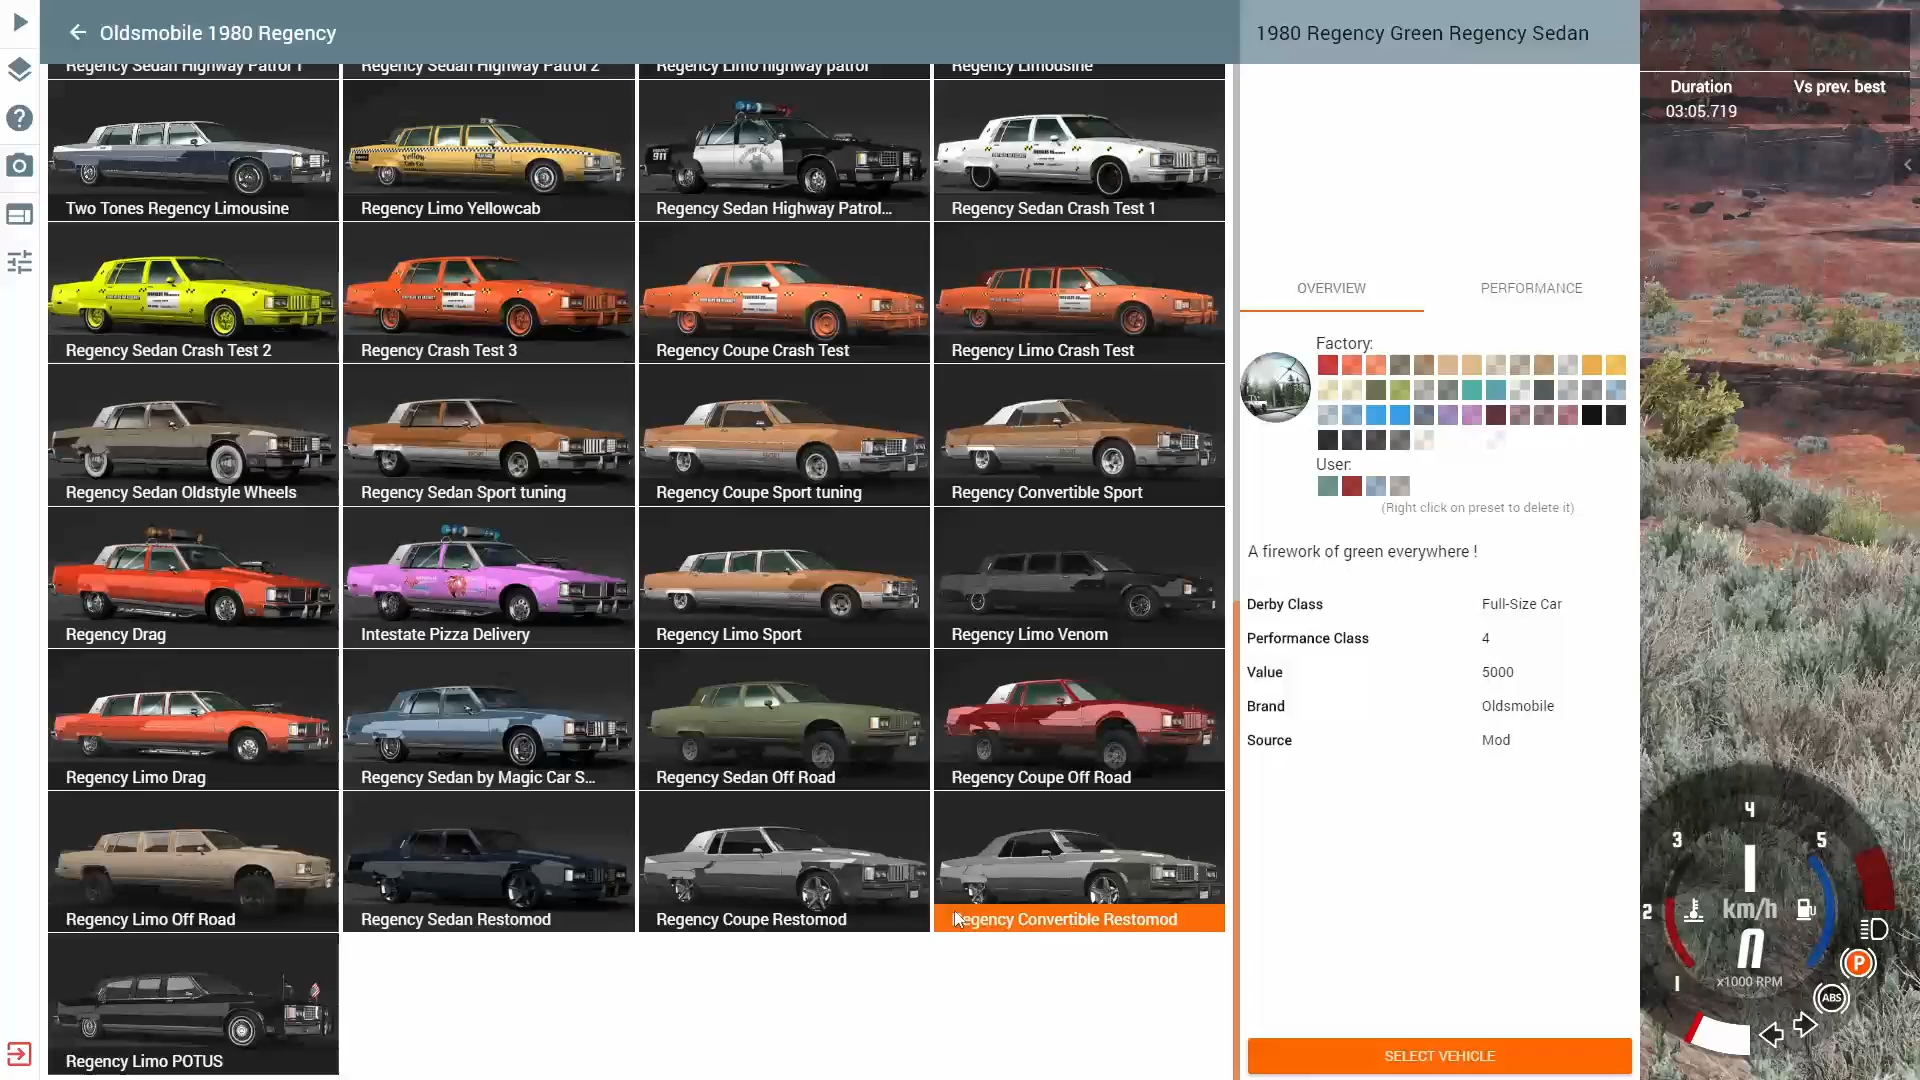 Oldsmobile 1980 Regency
1980 Regency Green Regency Sedan
Duration
Vs prev. best
03:05.719
Regency Sedan Highway Patrol 1
Regency Sedan Highway Patrol 2
Regency Limo highway patrol
Regency Limousine
Two Tones Regency Limousine
Regency Limo Yellowcab
Regency Sedan Highway Patrol...
Regency Sedan Crash Test 1
Regency Sedan Crash Test 2
Regency Crash Test 3
Regency Coupe Crash Test
Regency Limo Crash Test
Regency Sedan Oldstyle Wheels
Regency Sedan Sport tuning
Regency Coupe Sport tuning
Regency Convertible Sport
Regency Drag
Intestate Pizza Delivery
Regency Limo Sport
Regency Limo Venom
Regency Limo Drag
Regency Sedan by Magic Car S...
Regency Sedan Off Road
Regency Coupe Off Road
Regency Limo Off Road
Regency Sedan Restomod
Regency Coupe Restomod
Regency Convertible Restomod
Regency Limo POTUS
OVERVIEW
PERFORMANCE
Factory:
User:
(Right click on preset to delete it)
A firework of green everywhere !
Derby Class
Full-Size Car
Performance Class
4
Value
5000
Brand
Oldsmobile
Source
Mod
SELECT VEHICLE
911
Yellow
1
2
3
4
5
km/h
n
x1000 RPM
P
ABS